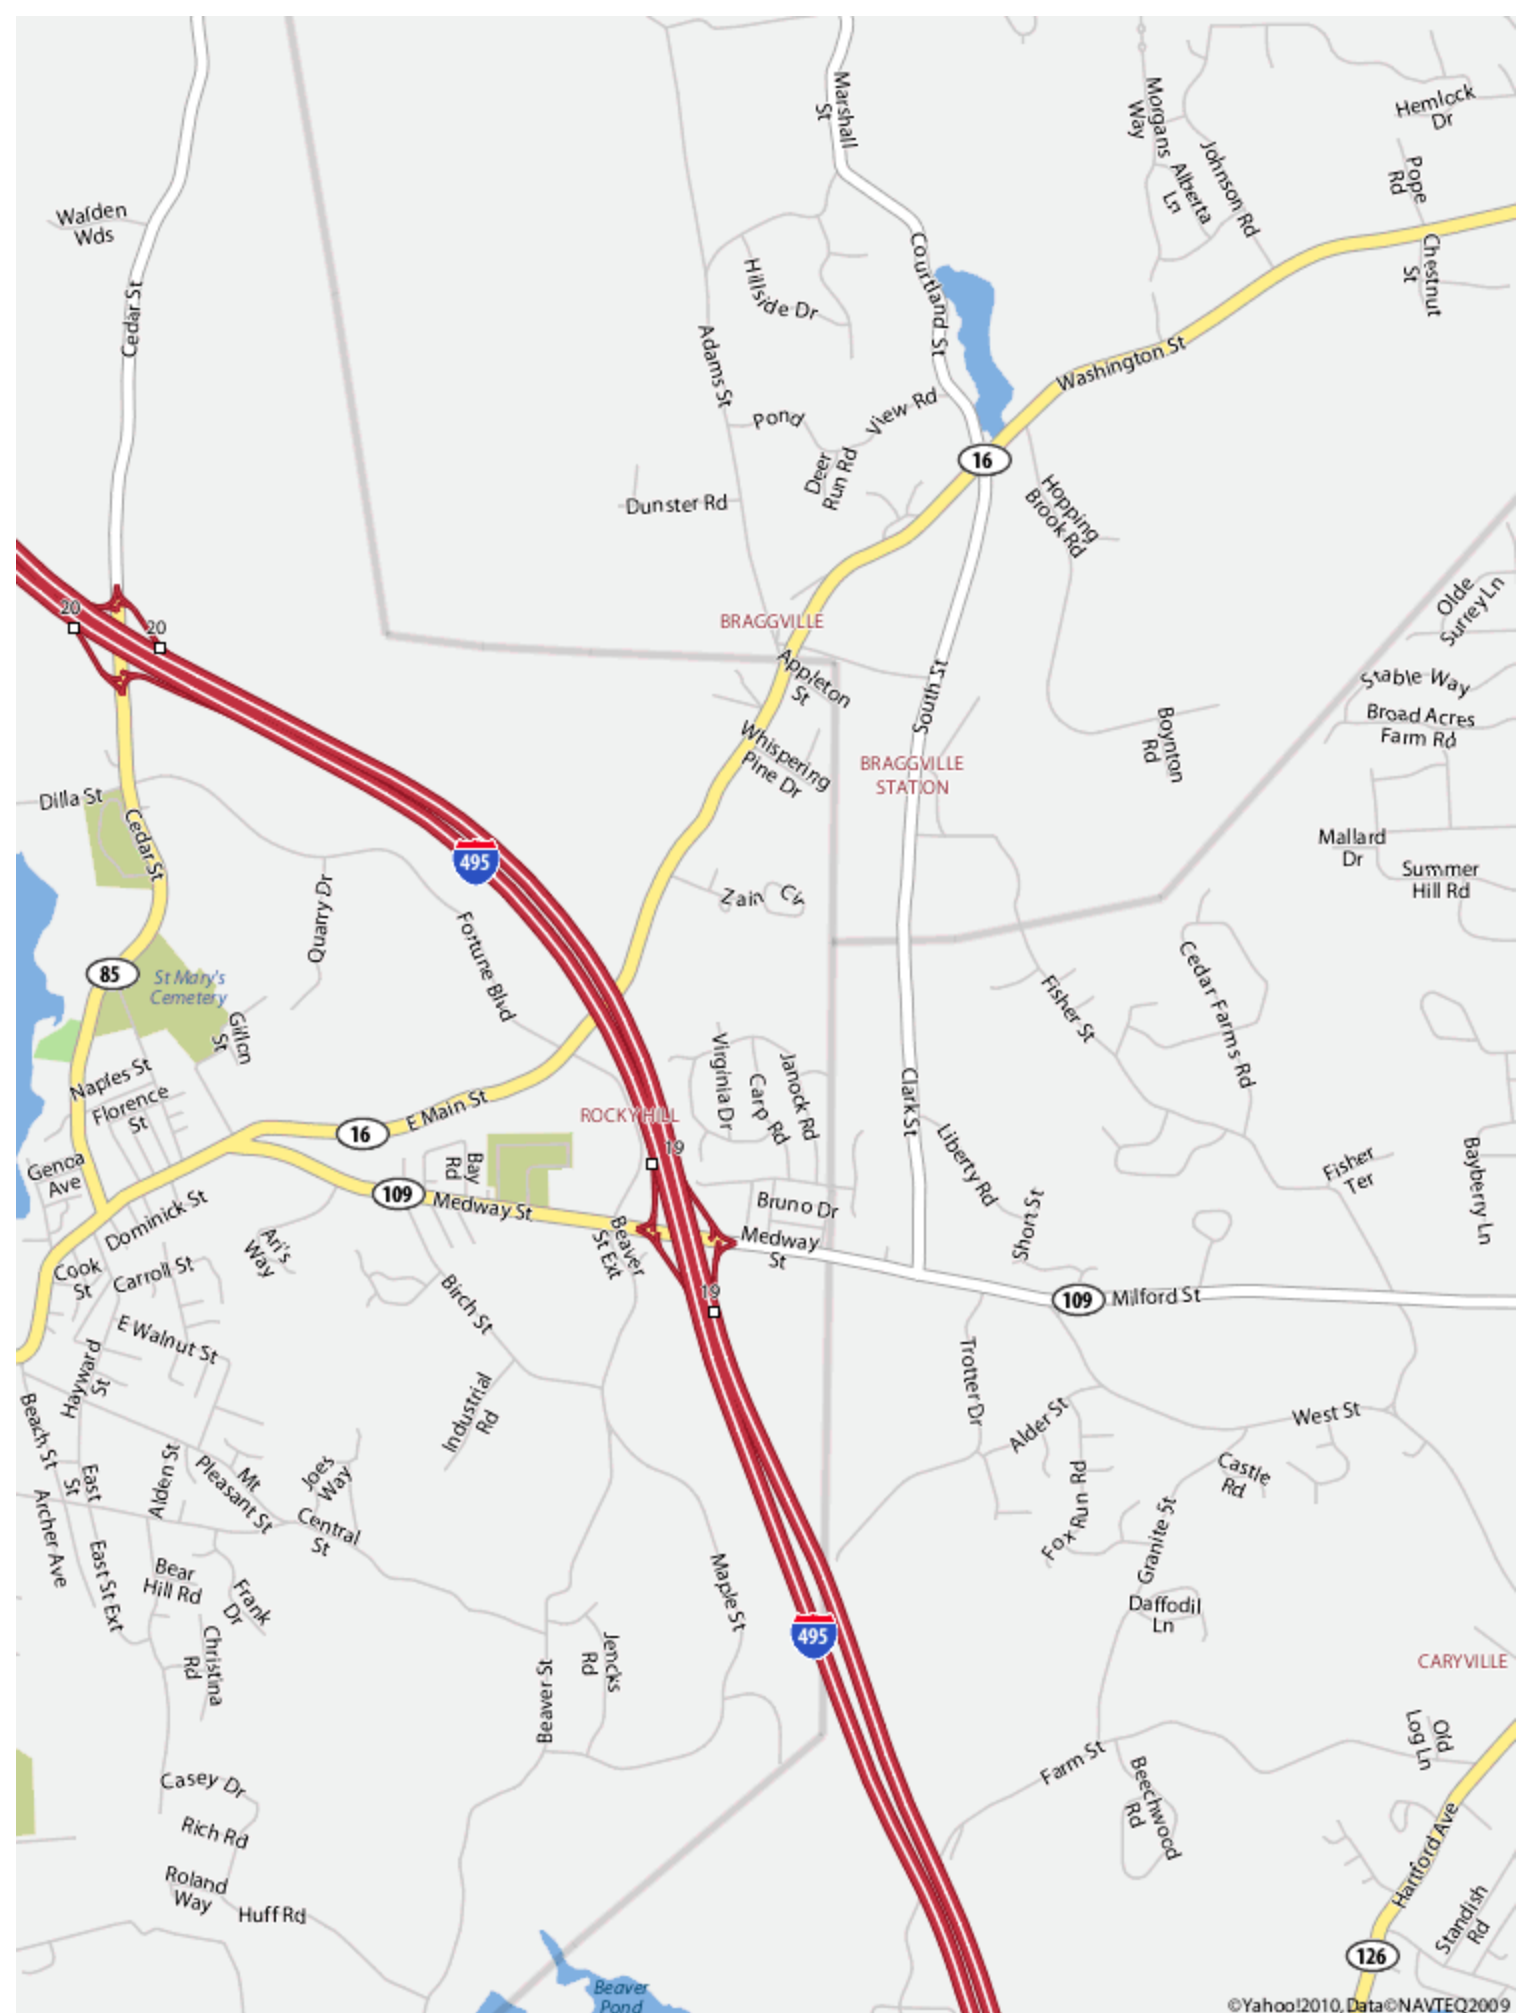 Marshall
St
Morgans
Way
Alberta
Ln
Johnson Rd
Hemlock
Dr
Pope
Rd
Chestnut
St
Walden
Wds
Cedar St
Courtland St
Hillside Dr
Adams St
Washington St
Pond
View Rd
Deer
Run Rd
16
Dunster Rd
Hopping
Brook Rd
Olde
Surrey Ln
20
20
BRAGGVILLE
Appleton
St
South St
Stable Way
Broad Acres
Farm Rd
Boynton
Rd
Whispering
Pine Dr
BRAGGVILLE
STATION
Dilla St
Cedar St
495
Mallard
Dr
Summer
Hill Rd
Zain Cir
Quarry Dr
Fortune Blvd
85
St Mary's
Cemetery
Gillon
St
Cedar Farms Rd
Fisher St
Naples St
Florence
St
Virginia Dr
Carp Rd
Janock Rd
Clark St
E Main St
16
ROCKY HILL
19
Genoa
Ave
Bay
Rd
Liberty Rd
Fisher
Ter
Bayberry Ln
109
Medway St
Dominick St
Bruno Dr
Short St
Beaver
St Ext
Medway
St
Ari's
Way
Cook
St
Carroll St
Birch St
19
109
Milford St
E Walnut St
Hayward
St
Trotter Dr
Industrial
Rd
Beach St
Alder St
West St
Mt
Pleasant St
Joes
Way
Alden St
East
St
Fox Run Rd
Castle
Rd
Archer Ave
Central
St
Granite St
East St Ext
Bear
Hill Rd
Frank
Dr
Maple St
Daffodil
Ln
495
Christina
Rd
Jencks
Rd
Beaver St
CARYVILLE
Old
Log Ln
Farm St
Beechwood
Rd
Casey Dr
Rich Rd
Hartford Ave
Roland
Way
Huff Rd
Standish
Rd
126
Beaver
Pond
©Yahoo!2010, Data©NAVTEQ2009